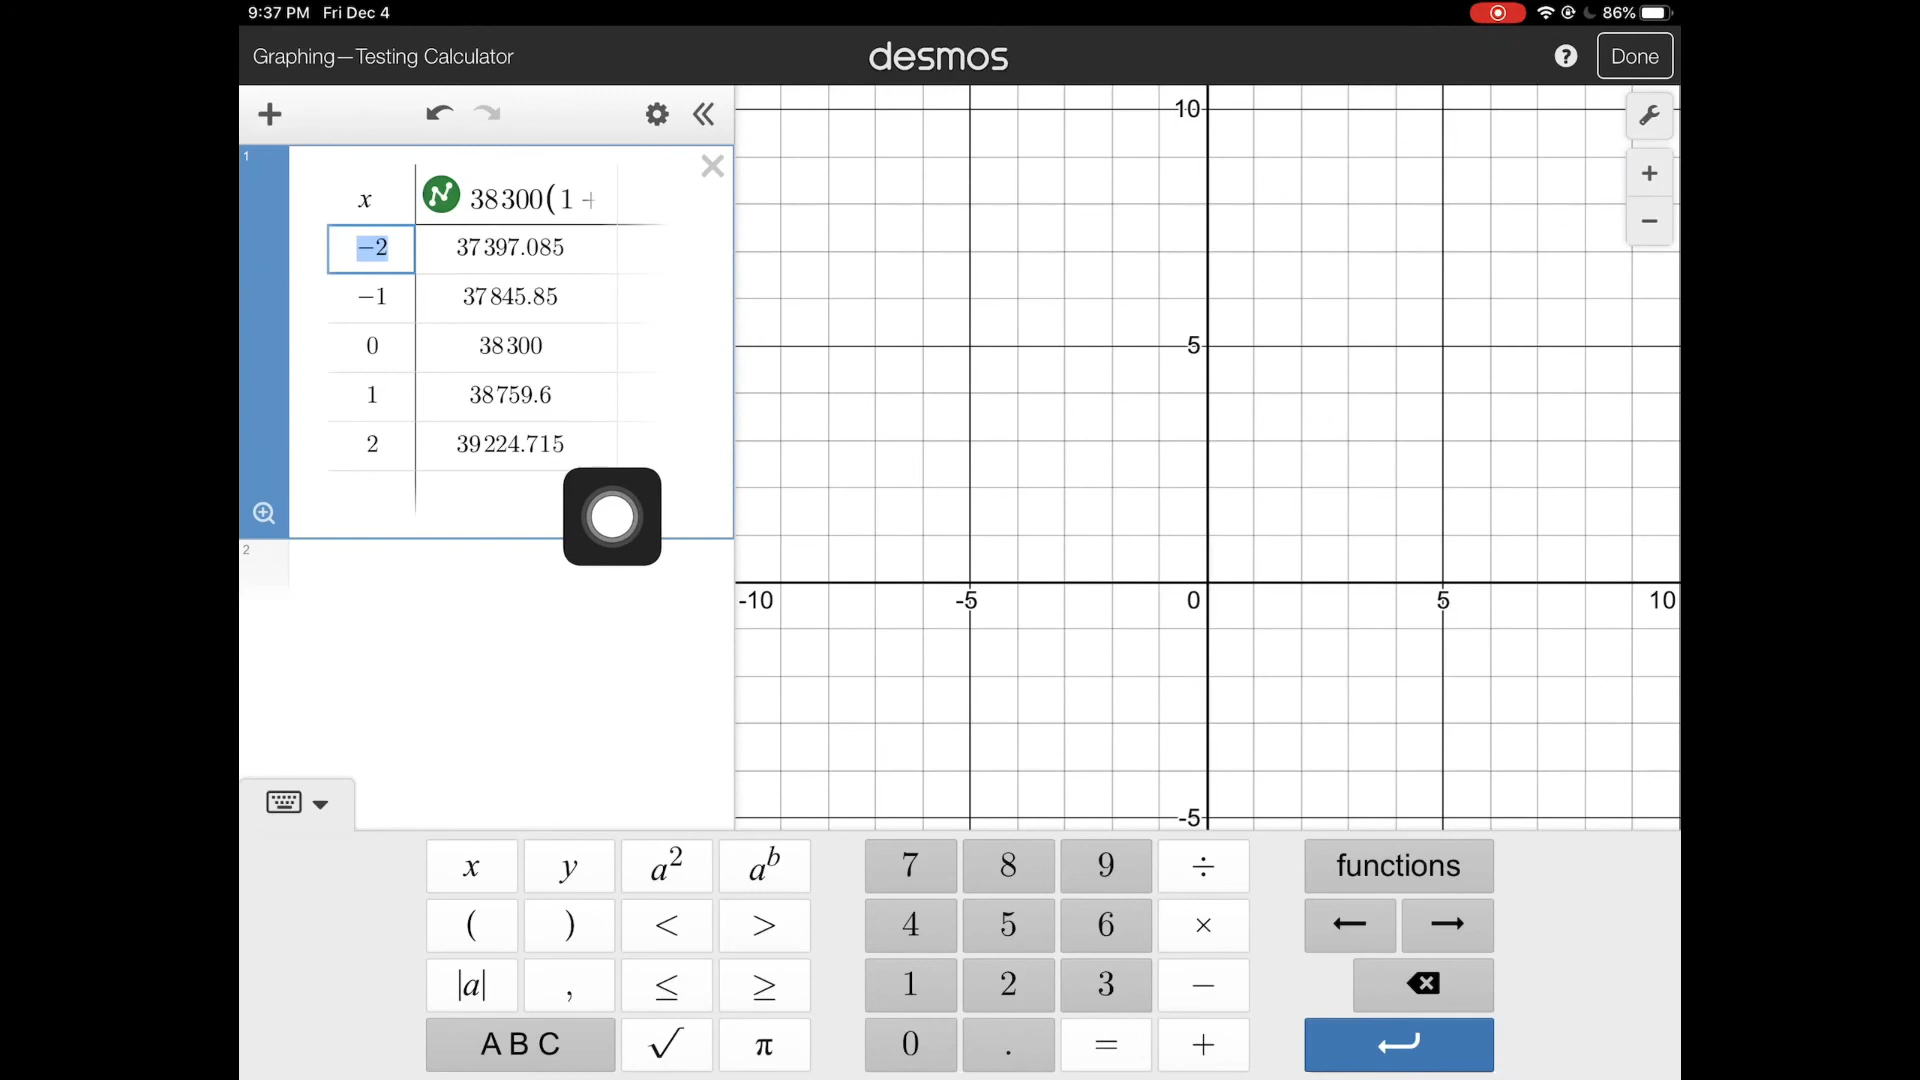 9:37 PM Fri Dec 4
86%
Graphing—Testing Calculator
desmos
? Done
1
x 38300(1 +
−2 37397.085
−1 37845.85
0 38300
1 38759.6
2 39224.715
2
10
5
-10 -5 0 5 10
-5
x y a² aᵇ 7 8 9 ÷ functions
( ) < > 4 5 6 ×
|a| , ≤ ≥ 1 2 3 −
A B C √ π 0 . = +